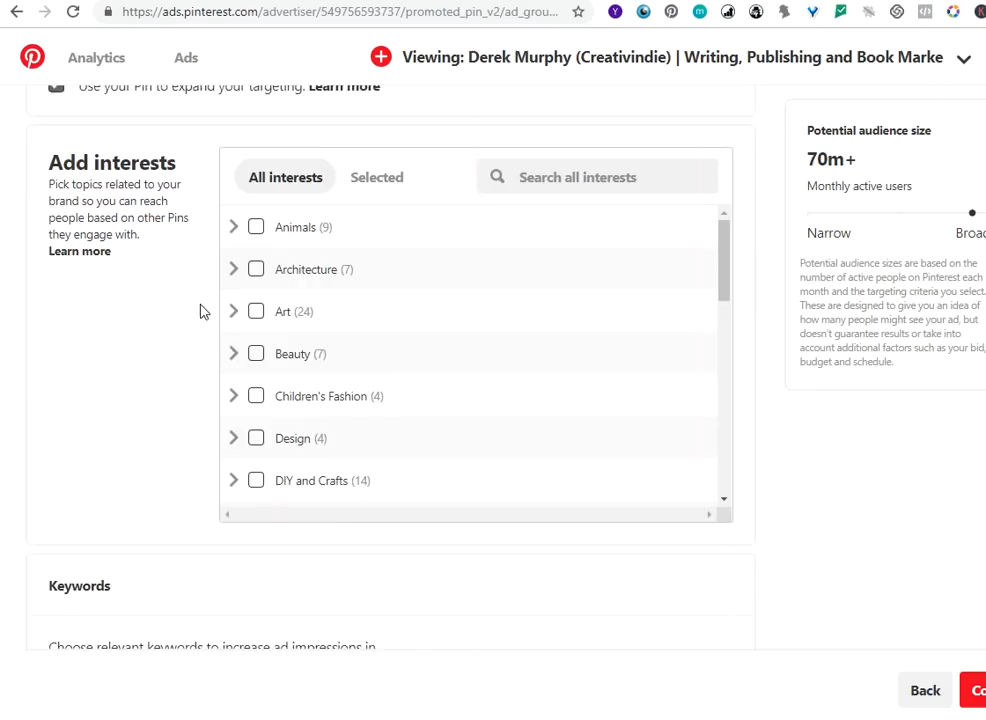 https://ads.pinterest.com/advertiser/549756593737/promoted_pin_v2/ad_grou...
Analytics
Ads
Viewing: Derek Murphy (Creativindie) | Writing, Publishing and Book Marke
Use your Pin to expand your targeting. Learn more
Add interests
Pick topics related to your
brand so you can reach
people based on other Pins
they engage with.
Learn more
All interests
Selected
Search all interests
Animals (9)
Architecture (7)
Art (24)
Beauty (7)
Children's Fashion (4)
Design (4)
DIY and Crafts (14)
Potential audience size
70m+
Monthly active users
Narrow
Broad
Potential audience sizes are based on the
number of active people on Pinterest each
month and the targeting criteria you select.
These are designed to give you an idea of
how many people might see your ad, but
doesn't guarantee results or take into
account additional factors such as your bid,
budget and schedule.
Keywords
Choose relevant keywords to increase ad impressions in
Back
Co